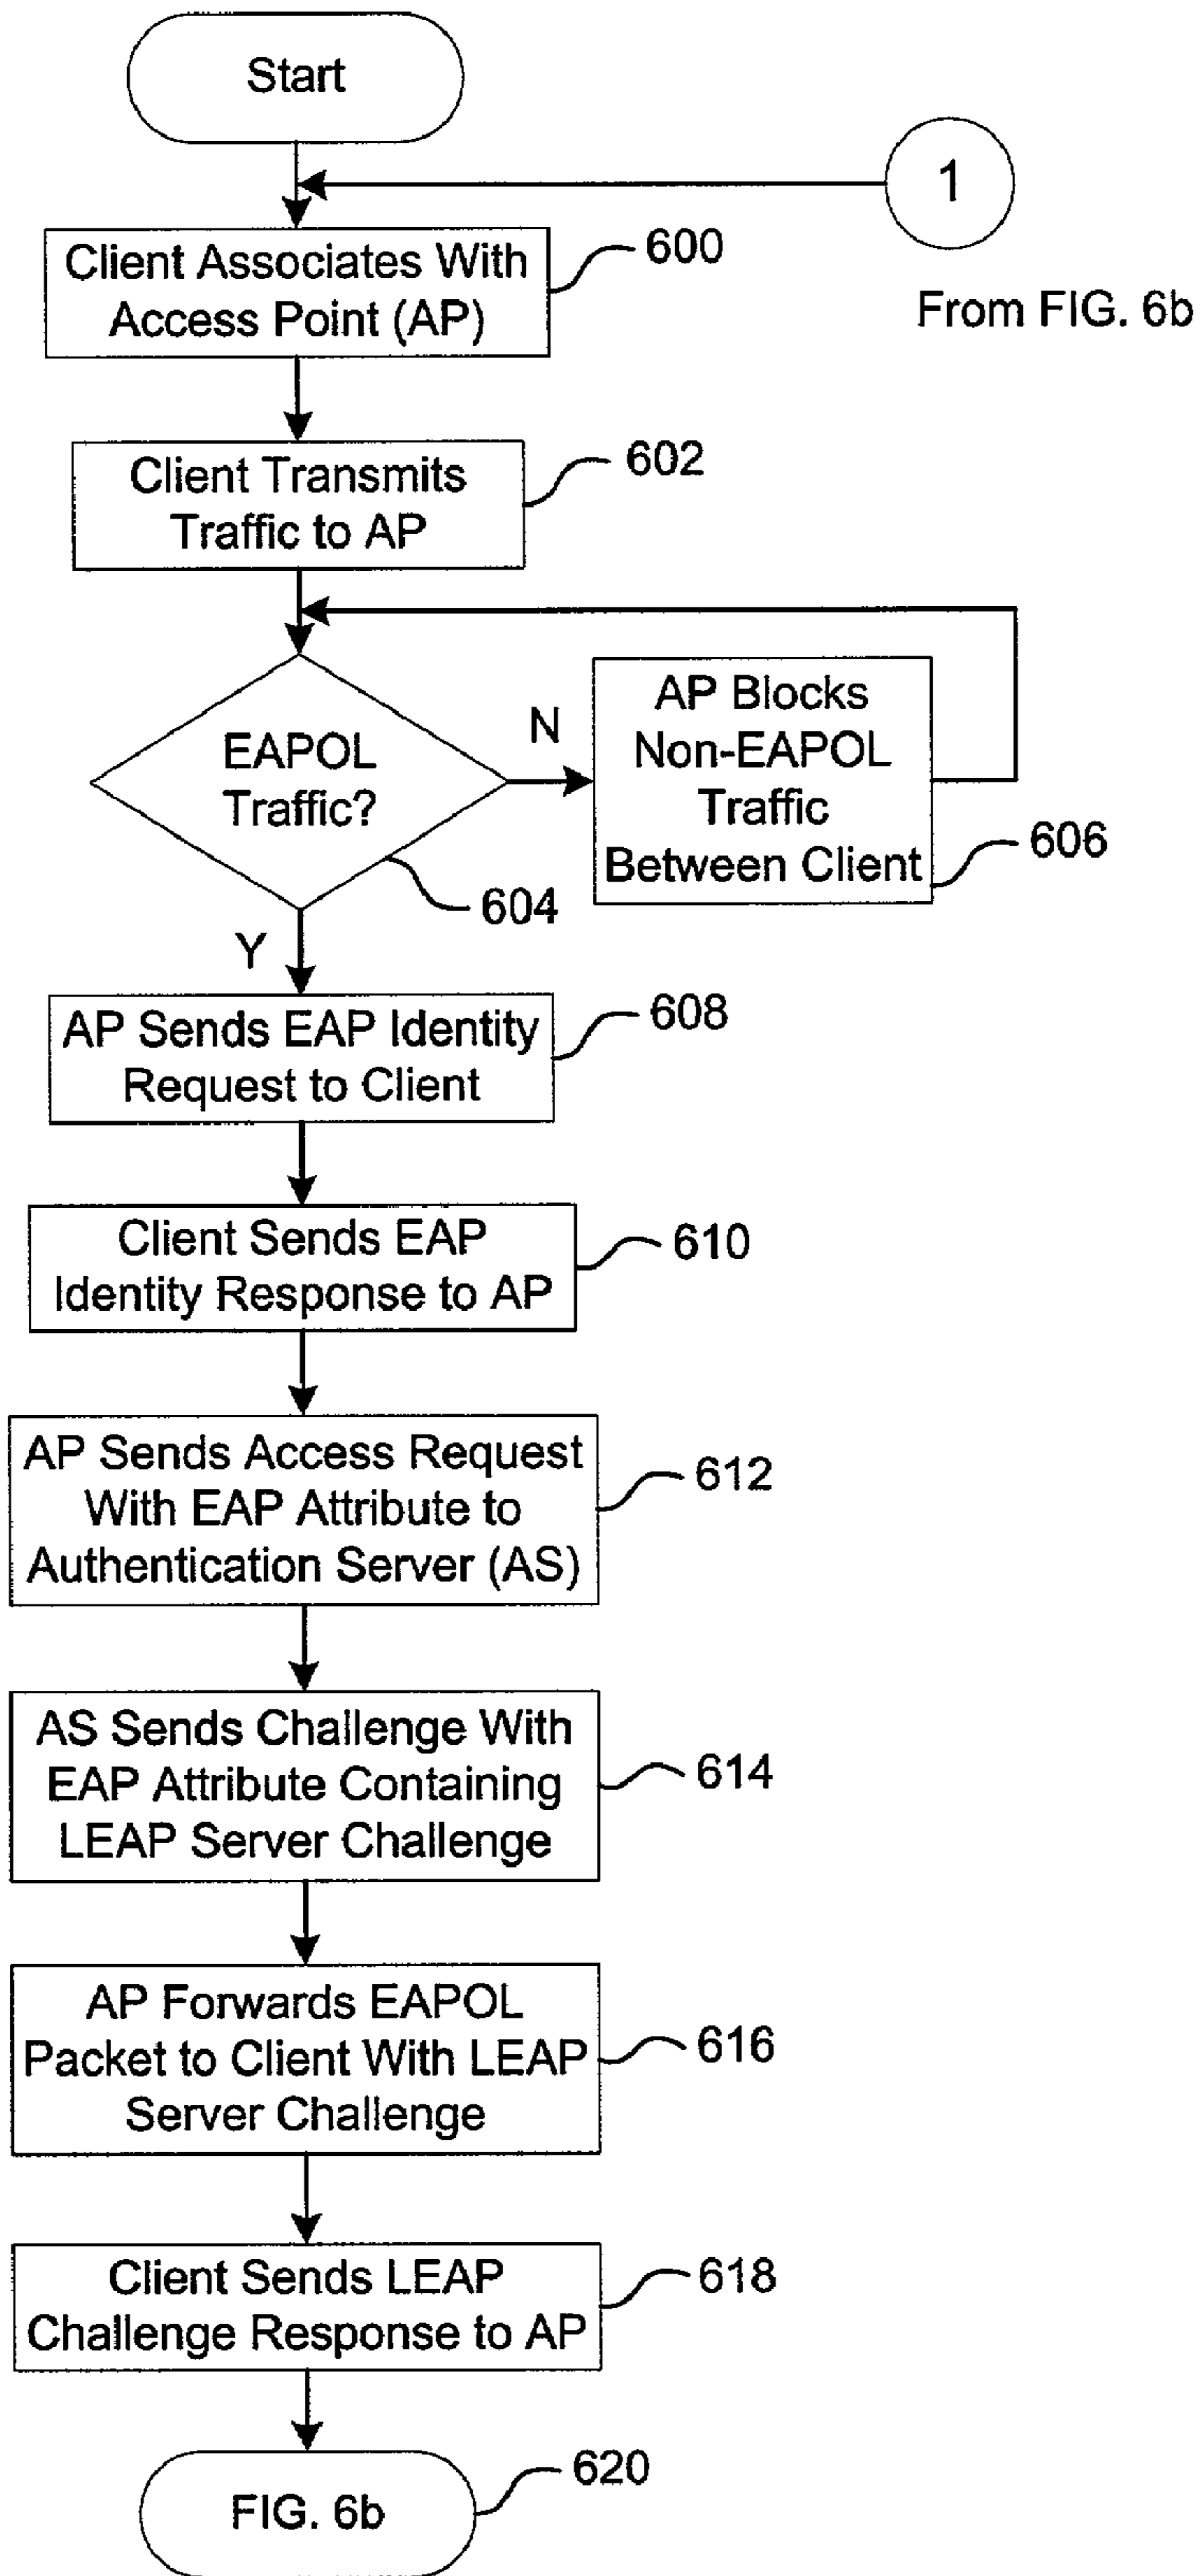 Start
1
From FIG. 6b
Client Associates With
Access Point (AP)
600
Client Transmits
Traffic to AP
602
EAPOL
Traffic?
604
N
AP Blocks
Non-EAPOL
Traffic
Between Client
606
Y
AP Sends EAP Identity
Request to Client
608
Client Sends EAP
Identity Response to AP
610
AP Sends Access Request
With EAP Attribute to
Authentication Server (AS)
612
AS Sends Challenge With
EAP Attribute Containing
LEAP Server Challenge
614
AP Forwards EAPOL
Packet to Client With LEAP
Server Challenge
616
Client Sends LEAP
Challenge Response to AP
618
FIG. 6b
620